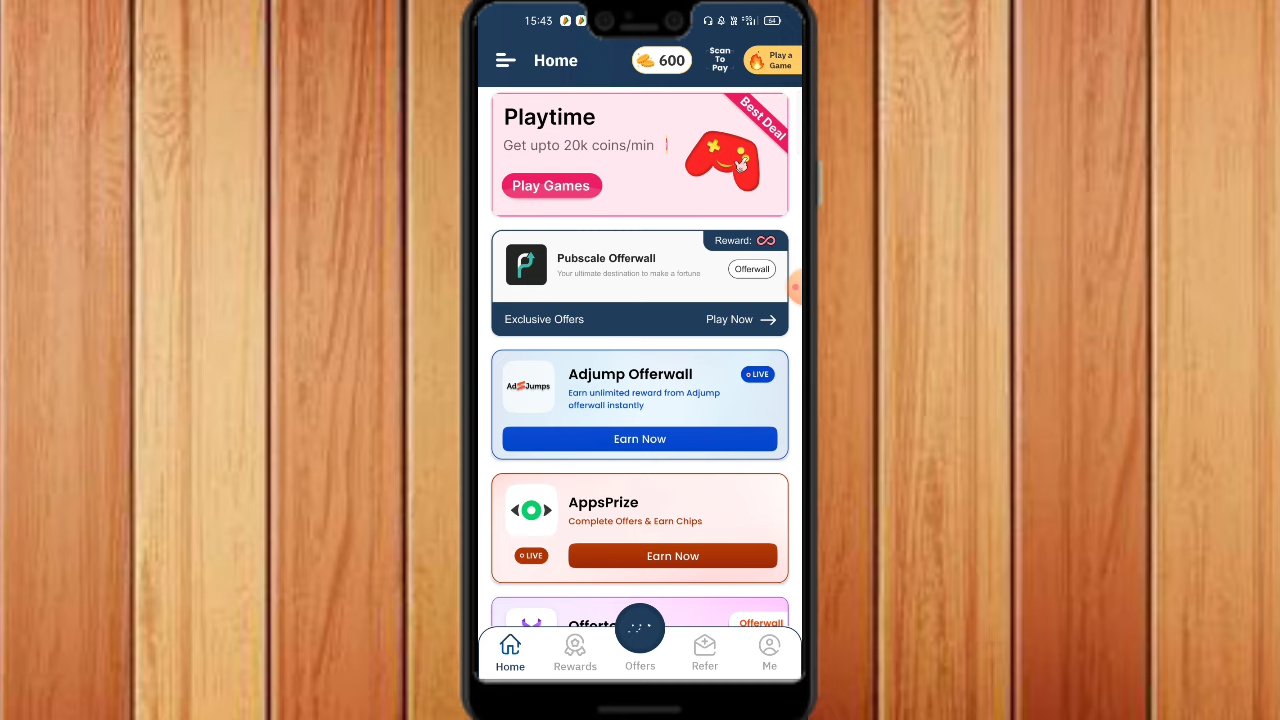 15:43
54
Home
600
Scan
To
Pay
Play a
Game
Best Deal
Playtime
Get upto 20k coins/min
Play Games
Reward:
Pubscale Offerwall
Your ultimate destination to make a fortune
Offerwall
Exclusive Offers
Play Now
Adjump Offerwall
LIVE
AdJumps
Earn unlimited reward from Adjump
offerwall instantly
Earn Now
AppsPrize
Complete Offers & Earn Chips
LIVE
Earn Now
Offerwall
Home
Rewards
Offers
Refer
Me